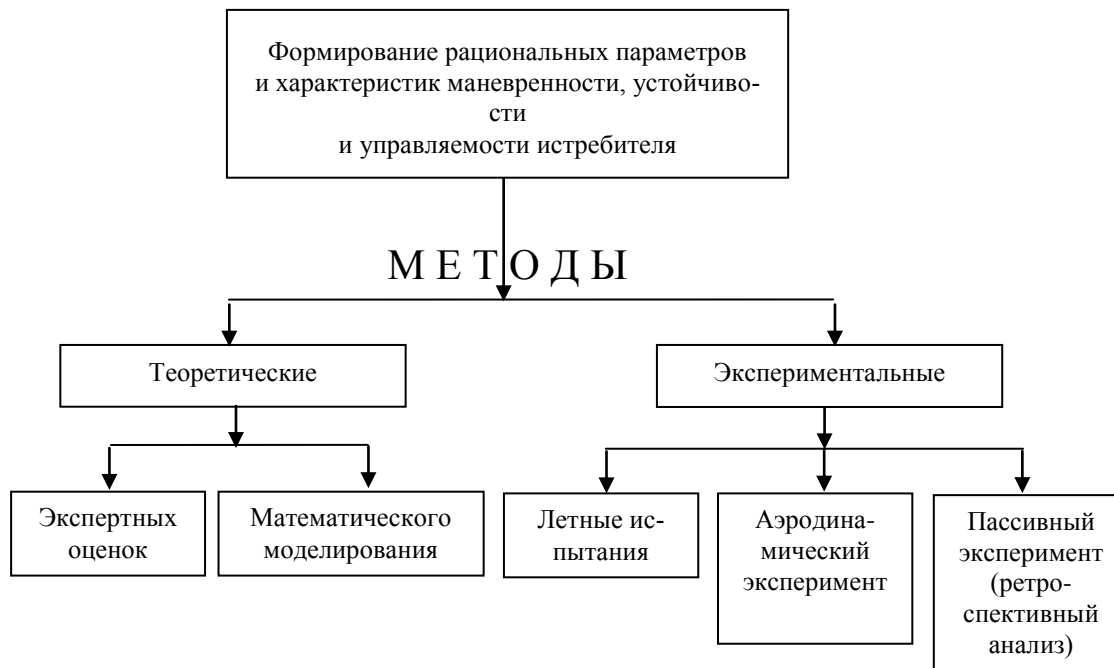 Формирование рациональных параметров
и характеристик маневренности, устойчиво-
сти
и управляемости истребителя
М Е Т О Д Ы
Теоретические
Экспериментальные
Экспертных
оценок
Математического
моделирования
Летные ис-
пытания
Аэродина-
мический
эксперимент
Пассивный
эксперимент
(ретро-
спективный
анализ)